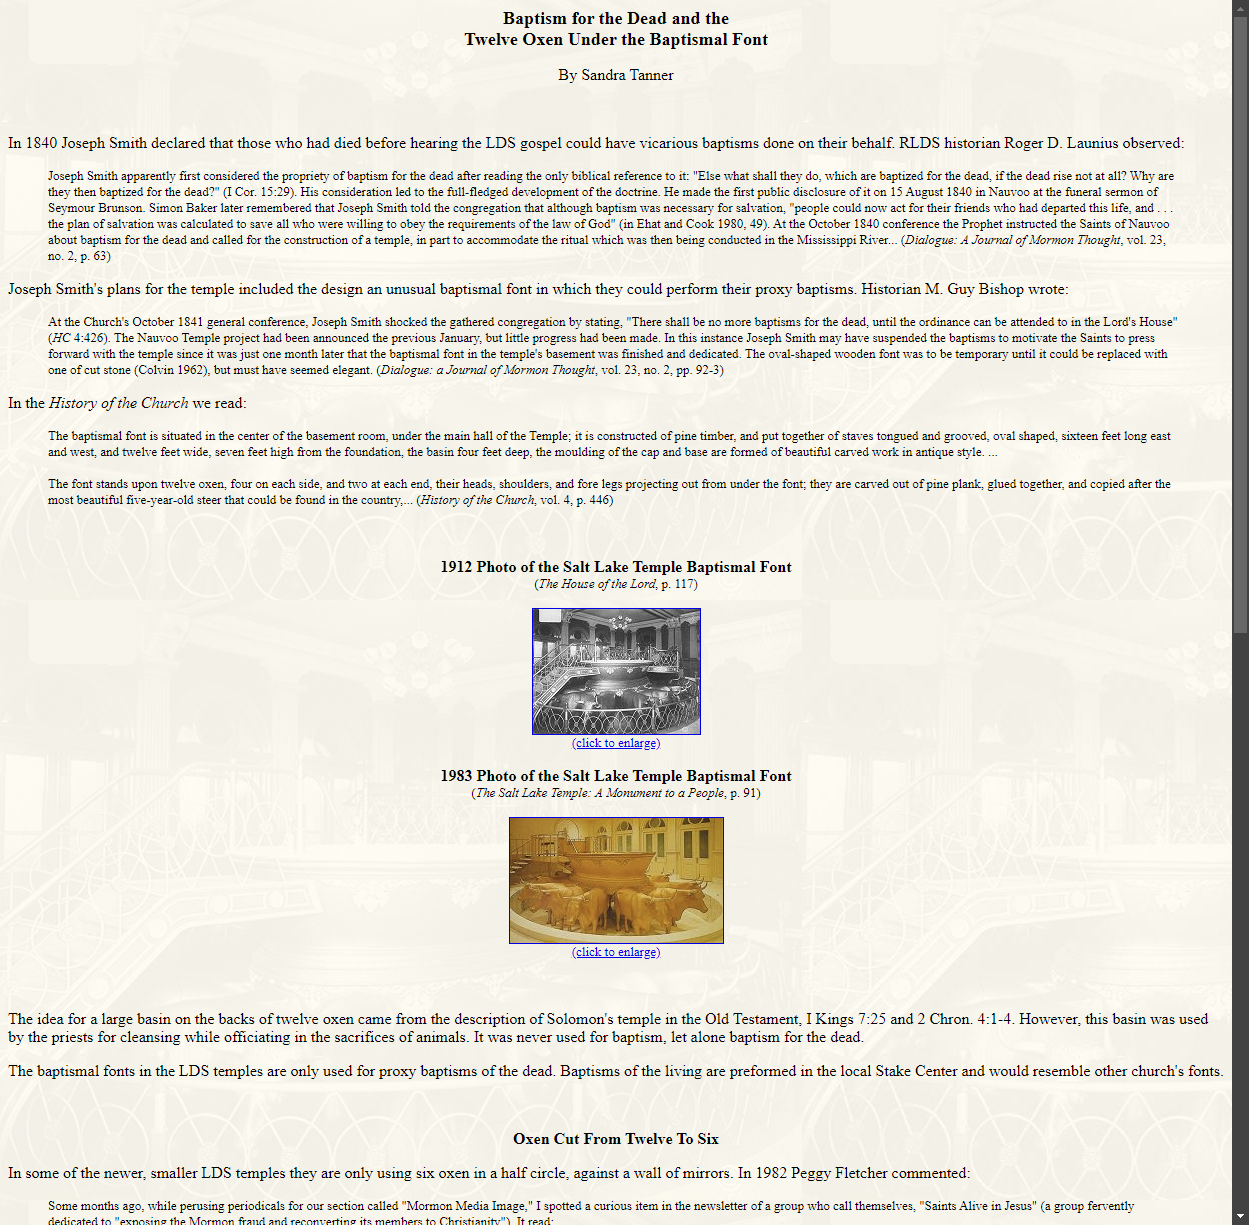 Baptism for the Dead and the
Twelve Oxen Under the Baptismal Font
By Sandra Tanner
In 1840 Joseph Smith declared that those who had died before hearing the LDS gospel could have vicarious baptisms done on their behalf. RLDS historian Roger D. Launius observed:
Joseph Smith apparently first considered the propriety of baptism for the dead after reading the only biblical reference to it: "Else what shall they do, which are baptized for the dead, if the dead rise not at all? Why are
they then baptized for the dead?" (I Cor. 15:29). His consideration led to the full-fledged development of the doctrine. He made the first public disclosure of it on 15 August 1840 in Nauvoo at the funeral sermon of
Seymour Brunson. Simon Baker later remembered that Joseph Smith told the congregation that although baptism was necessary for salvation, "people could now act for their friends who had departed this life, and . . .
the plan of salvation was calculated to save all who were willing to obey the requirements of the law of God" (in Ehat and Cook 1980, 49). At the October 1840 conference the Prophet instructed the Saints of Nauvoo
about baptism for the dead and called for the construction of a temple, in part to accommodate the ritual which was then being conducted in the Mississippi River... (Dialogue: A Journal of Mormon Thought, vol. 23,
no. 2, p. 63)
Joseph Smith's plans for the temple included the design an unusual baptismal font in which they could perform their proxy baptisms. Historian M. Guy Bishop wrote:
At the Church's October 1841 general conference, Joseph Smith shocked the gathered congregation by stating, "There shall be no more baptisms for the dead, until the ordinance can be attended to in the Lord's House"
(HC 4:426). The Nauvoo Temple project had been announced the previous January, but little progress had been made. In this instance Joseph Smith may have suspended the baptisms to motivate the Saints to press
forward with the temple since it was just one month later that the baptismal font in the temple's basement was finished and dedicated. The oval-shaped wooden font was to be temporary until it could be replaced with
one of cut stone (Colvin 1962), but must have seemed elegant. (Dialogue: a Journal of Mormon Thought, vol. 23, no. 2, pp. 92-3)
In the History of the Church we read:
The baptismal font is situated in the center of the basement room, under the main hall of the Temple; it is constructed of pine timber, and put together of staves tongued and grooved, oval shaped, sixteen feet long east
and west, and twelve feet wide, seven feet high from the foundation, the basin four feet deep, the moulding of the cap and base are formed of beautiful carved work in antique style. ...
The font stands upon twelve oxen, four on each side, and two at each end, their heads, shoulders, and fore legs projecting out from under the font; they are carved out of pine plank, glued together, and copied after the
most beautiful five-year-old steer that could be found in the country,... (History of the Church, vol. 4, p. 446)
1912 Photo of the Salt Lake Temple Baptismal Font
(The House of the Lord, p. 117)
(click to enlarge)
1983 Photo of the Salt Lake Temple Baptismal Font
(The Salt Lake Temple: A Monument to a People, p. 91)
(click to enlarge)
The idea for a large basin on the backs of twelve oxen came from the description of Solomon's temple in the Old Testament, I Kings 7:25 and 2 Chron. 4:1-4. However, this basin was used
by the priests for cleansing while officiating in the sacrifices of animals. It was never used for baptism, let alone baptism for the dead.
The baptismal fonts in the LDS temples are only used for proxy baptisms of the dead. Baptisms of the living are preformed in the local Stake Center and would resemble other church's fonts.
Oxen Cut From Twelve To Six
In some of the newer, smaller LDS temples they are only using six oxen in a half circle, against a wall of mirrors. In 1982 Peggy Fletcher commented:
Some months ago, while perusing periodicals for our section called "Mormon Media Image," I spotted a curious item in the newsletter of a group who call themselves, "Saints Alive in Jesus" (a group fervently
dedicated to "exposing the Mormon fraud and reconverting its members to Christianity"). It read: